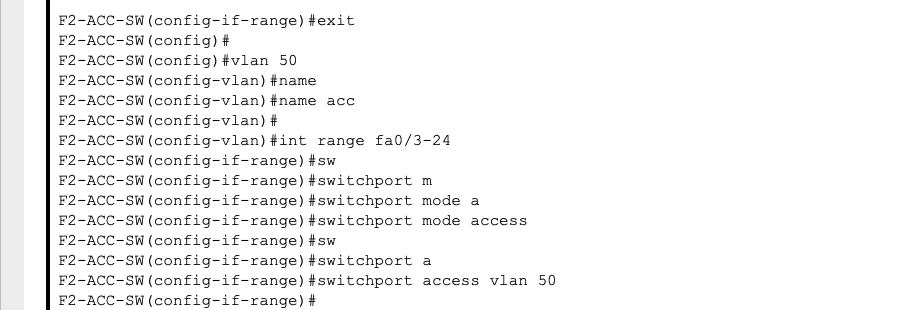 F2-ACC-SW(config-if-range)#exit
F2-ACC-SW(config)#
F2-ACC-SW(config)#vlan 50
F2-ACC-SW(config-vlan)#name
F2-ACC-SW(config-vlan)#name acc
F2-ACC-SW(config-vlan)#
F2-ACC-SW(config-vlan)#int range fa0/3-24
F2-ACC-SW(config-if-range)#sw
F2-ACC-SW(config-if-range)#switchport m
F2-ACC-SW(config-if-range)#switchport mode a
F2-ACC-SW(config-if-range)#switchport mode access
F2-ACC-SW(config-if-range)#sw
F2-ACC-SW(config-if-range)#switchport a
F2-ACC-SW(config-if-range)#switchport access vlan 50
F2-ACC-SW(config-if-range)#